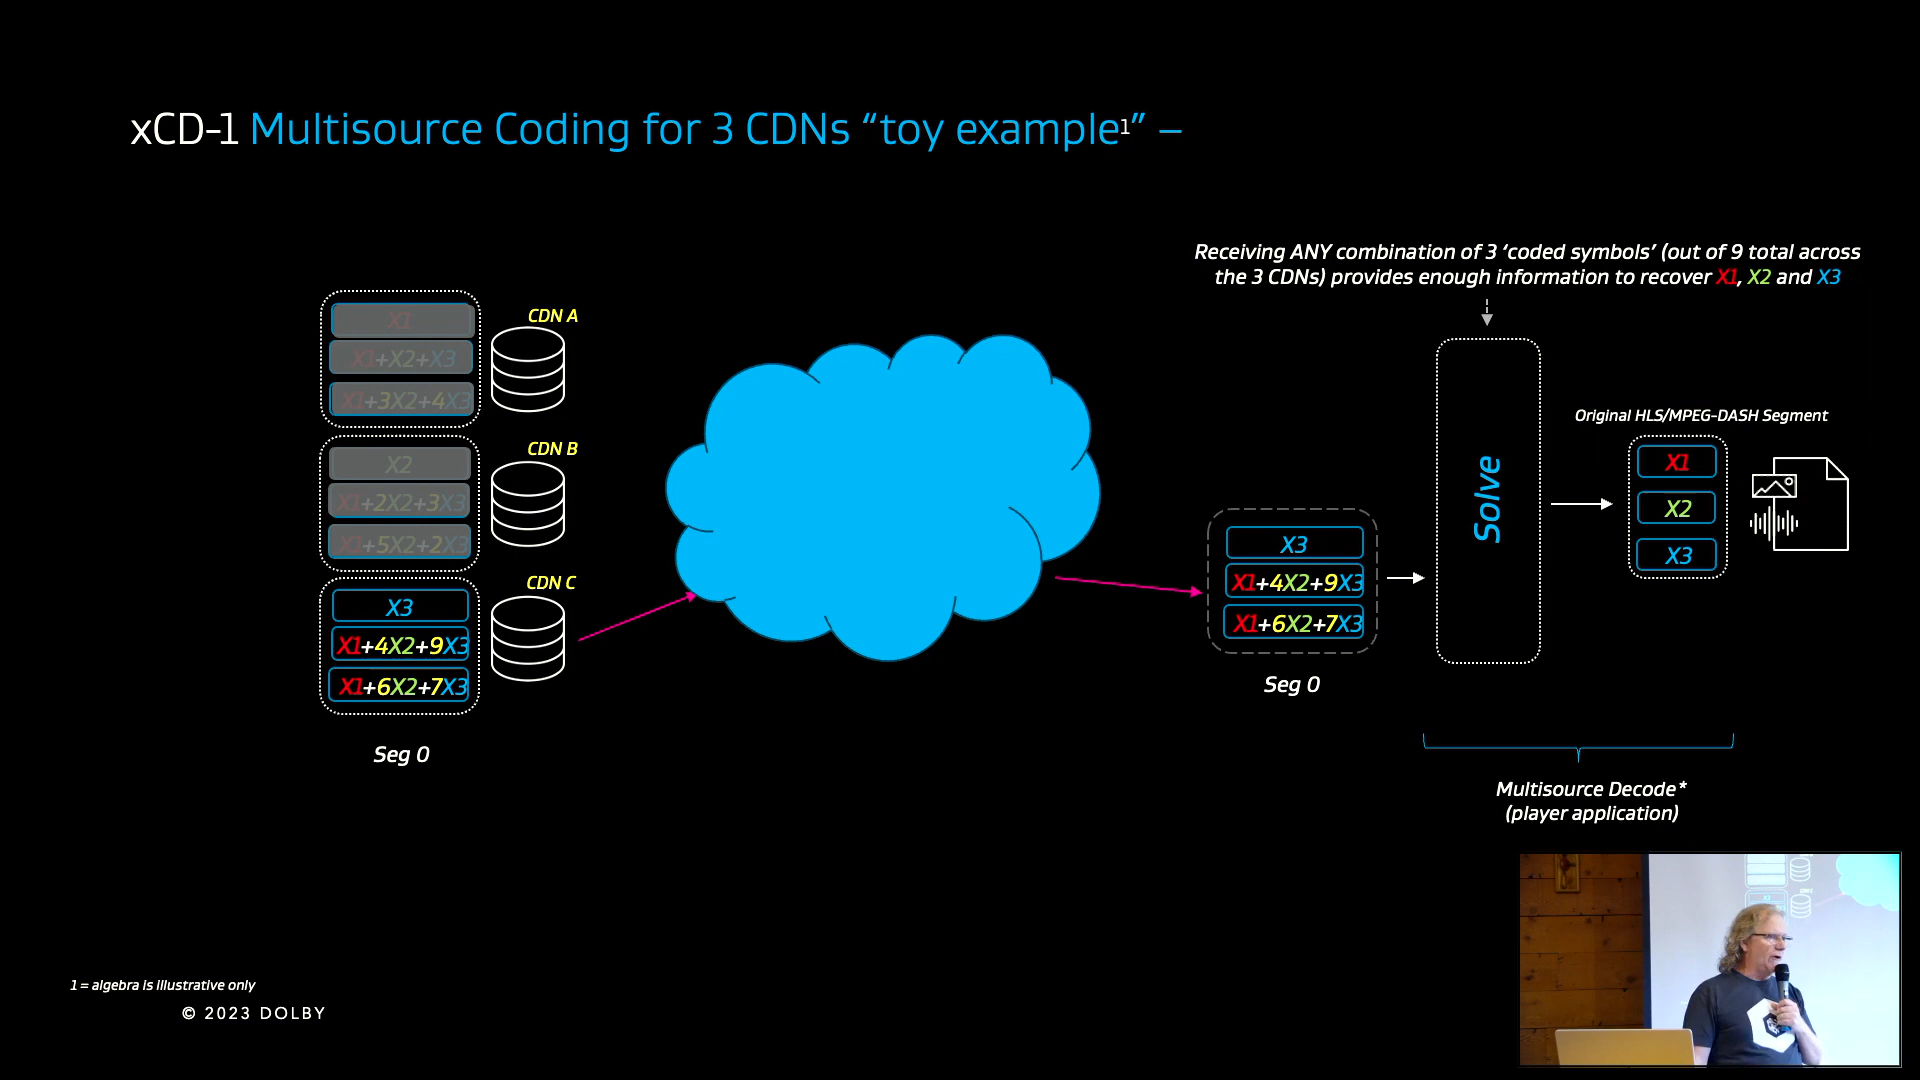 xCD-1 Multisource Coding for 3 CDNs “toy example1” –
Receiving ANY combination of 3 ‘coded symbols’ (out of 9 total across
the 3 CDNs) provides enough information to recover X1, X2 and X3
CDN A
X1
X1+X2+X3
X1+3X2+4X3
CDN B
X2
X1+2X2+3X3
X1+5X2+2X3
CDN C
X3
X1+4X2+9X3
X1+6X2+7X3
Seg 0
X3
X1+4X2+9X3
X1+6X2+7X3
Seg 0
Solve
Original HLS/MPEG-DASH Segment
X1
X2
X3
Multisource Decode*
(player application)
1 = algebra is illustrative only
© 2023 DOLBY